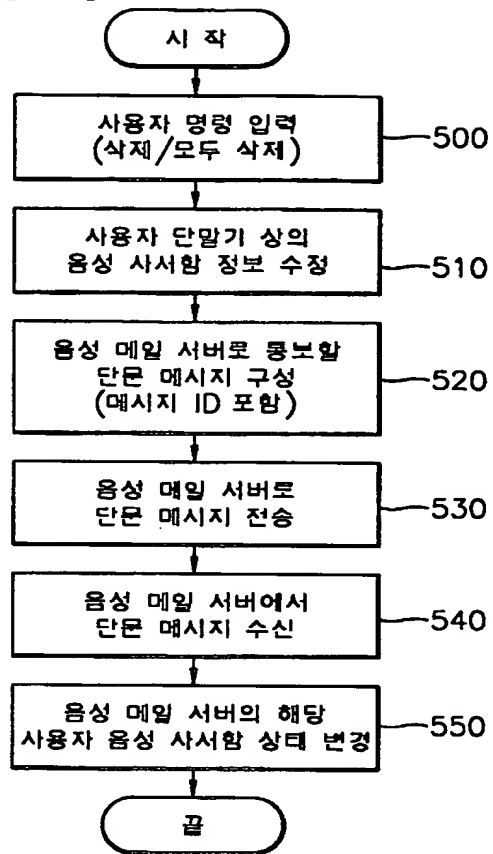 시 작
사용자 명령 입력
(삭제/모두 삭제)
500
사용자 단말기 상의
음성 사서함 정보 수정
510
음성 메일 서버로 통보할
단문 메시지 구성
(메시지 ID 포함)
520
음성 메일 서버로
단문 메시지 전송
530
음성 메일 서버에서
단문 메시지 수신
540
음성 메일 서버의 해당
사용자 음성 사서함 상태 변경
550
끝